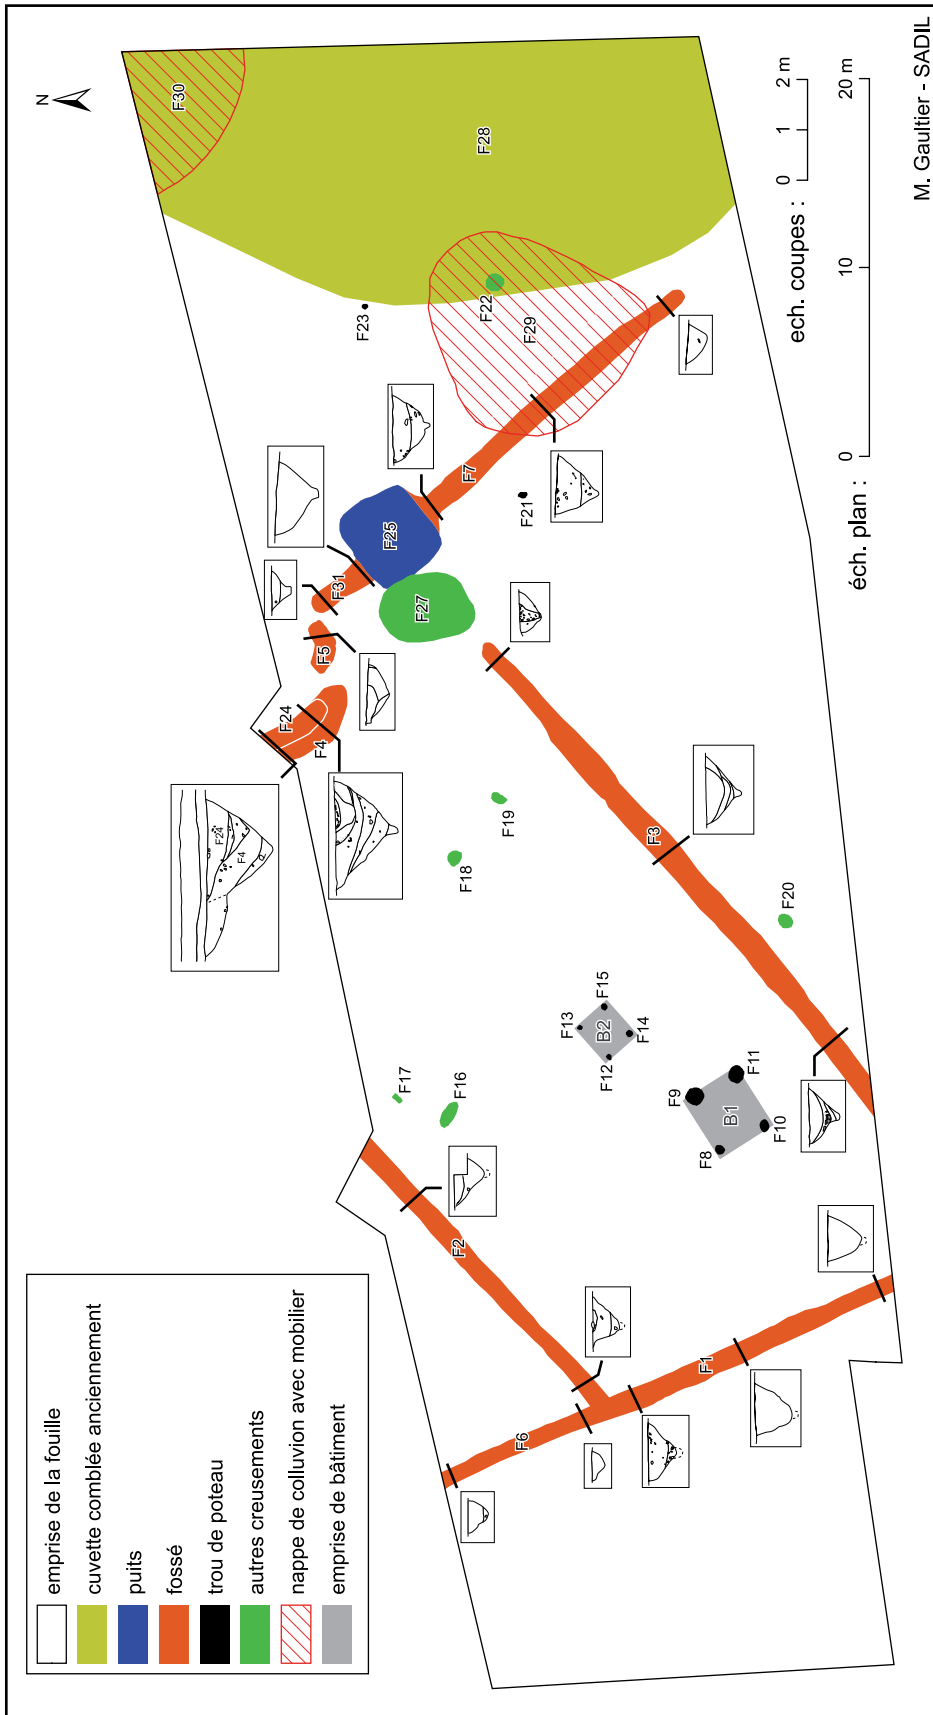 emprise de la fouille
cuvette comblée anciennement
puits
fossé
trou de poteau
autres creusements
nappe de colluvion avec mobilier
emprise de bâtiment
N
F30
F28
F23
F22
F29
F7
F21
F25
F31
F27
F5
F24
F4
F24
F4
F19
F18
F3
F20
F13
F15
B2
F12
F14
F17
F16
F9
F11
B1
F8
F10
F2
F6
F1
ech. coupes :
0 1 2 m
éch. plan :
0 10 20 m
M. Gaultier - SADIL